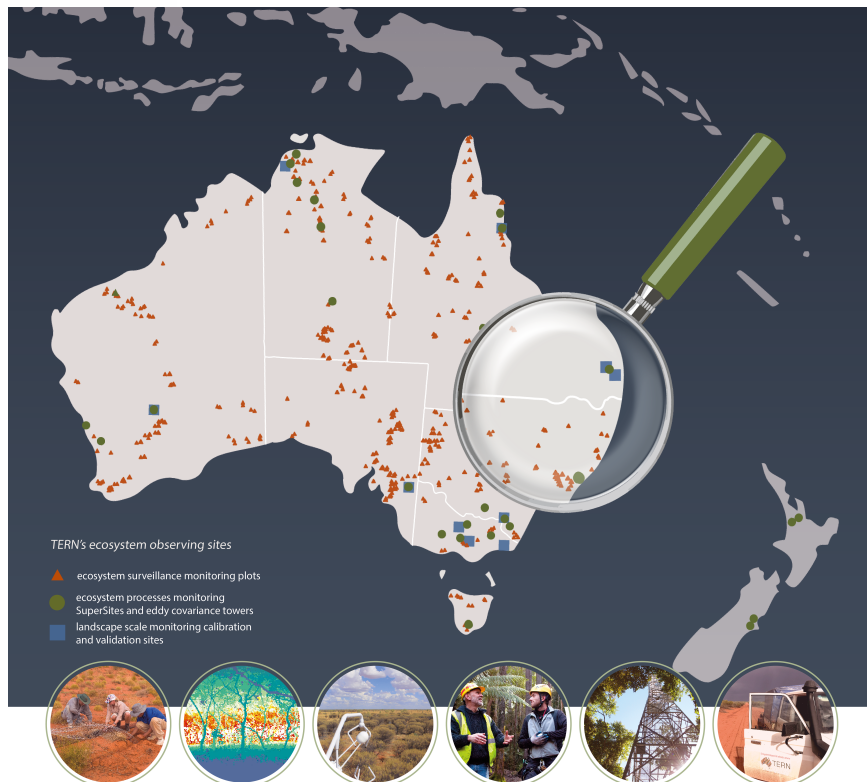 TERN's ecosystem observing sites
ecosystem surveillance monitoring plots
ecosystem processes monitoring
SuperSites and eddy covariance towers
landscape scale monitoring calibration
and validation sites
TERN